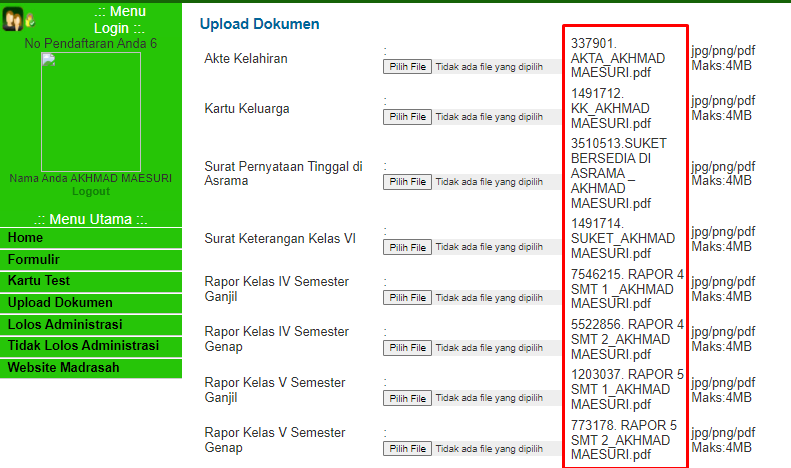 .:: Menu
Login ::.
No Pendaftaran Anda 6
Nama Anda AKHMAD MAESURI
Logout
.:: Menu Utama ::.
Home
Formulir
Kartu Test
Upload Dokumen
Lolos Administrasi
Tidak Lolos Administrasi
Website Madrasah
Upload Dokumen
Akte Kelahiran
:
Pilih File Tidak ada file yang dipilih
337901.
AKTA_AKHMAD
MAESURI.pdf
jpg/png/pdf
Maks:4MB
Kartu Keluarga
:
Pilih File Tidak ada file yang dipilih
1491712.
KK_AKHMAD
MAESURI.pdf
jpg/png/pdf
Maks:4MB
Surat Pernyataan Tinggal di
Asrama
:
Pilih File Tidak ada file yang dipilih
3510513.SUKET
BERSEDIA DI
ASRAMA _
AKHMAD
MAESURI.pdf
jpg/png/pdf
Maks:4MB
Surat Keterangan Kelas VI
:
Pilih File Tidak ada file yang dipilih
1491714.
SUKET_AKHMAD
MAESURI.pdf
jpg/png/pdf
Maks:4MB
Rapor Kelas IV Semester
Ganjil
:
Pilih File Tidak ada file yang dipilih
7546215. RAPOR 4
SMT 1_ AKHMAD
MAESURI.pdf
jpg/png/pdf
Maks:4MB
Rapor Kelas IV Semester
Genap
:
Pilih File Tidak ada file yang dipilih
5522856. RAPOR 4
SMT 2_AKHMAD
MAESURI.pdf
jpg/png/pdf
Maks:4MB
Rapor Kelas V Semester
Ganjil
:
Pilih File Tidak ada file yang dipilih
1203037. RAPOR 5
SMT 1_AKHMAD
MAESURI.pdf
jpg/png/pdf
Maks:4MB
Rapor Kelas V Semester
Genap
:
Pilih File Tidak ada file yang dipilih
773178. RAPOR 5
SMT 2_AKHMAD
MAESURI.pdf
jpg/png/pdf
Maks:4MB